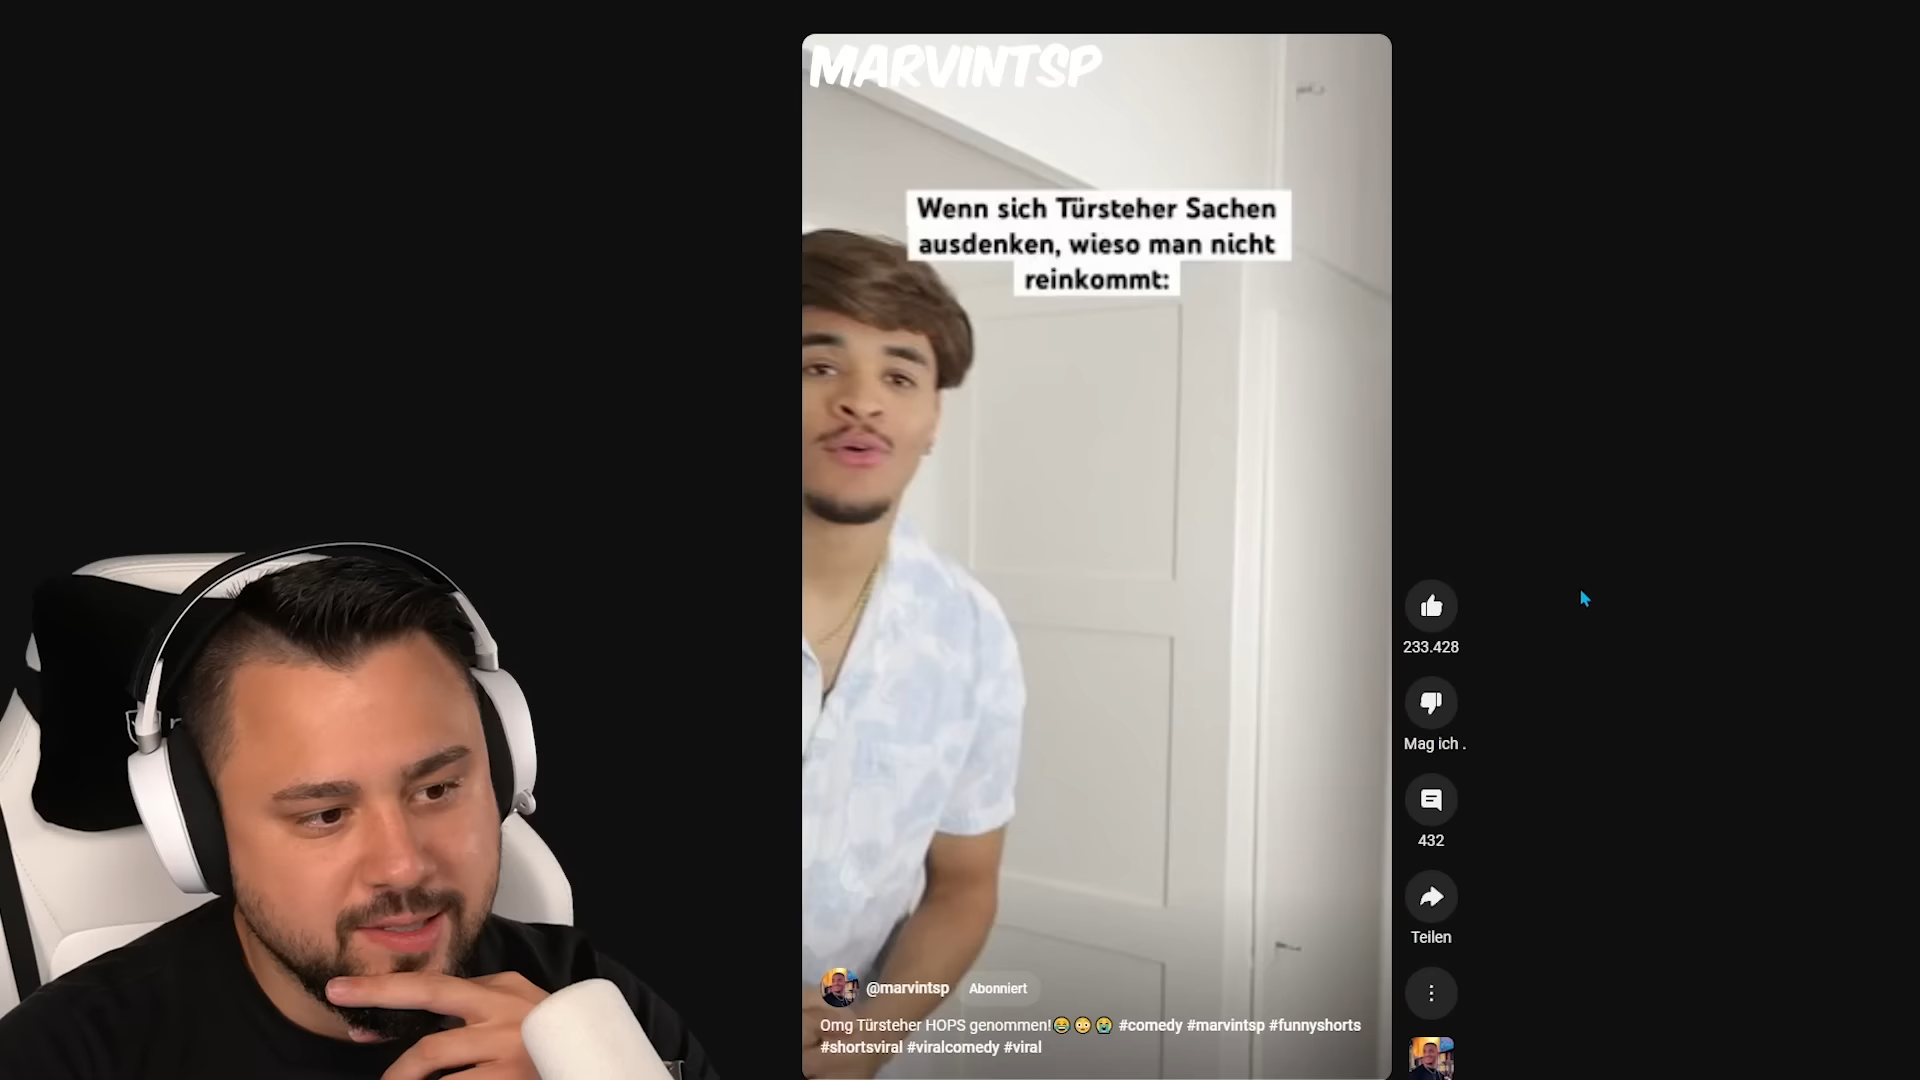 MARVINTSP
Wenn sich Türsteher Sachen
ausdenken, wieso man nicht
reinkommt:
233.428
Mag ich .
432
Teilen
@marvintsp Abonniert
Omg Türsteher HOPS genommen!😂😳😭 #comedy #marvintsp #funnyshorts
#shortsviral #viralcomedy #viral